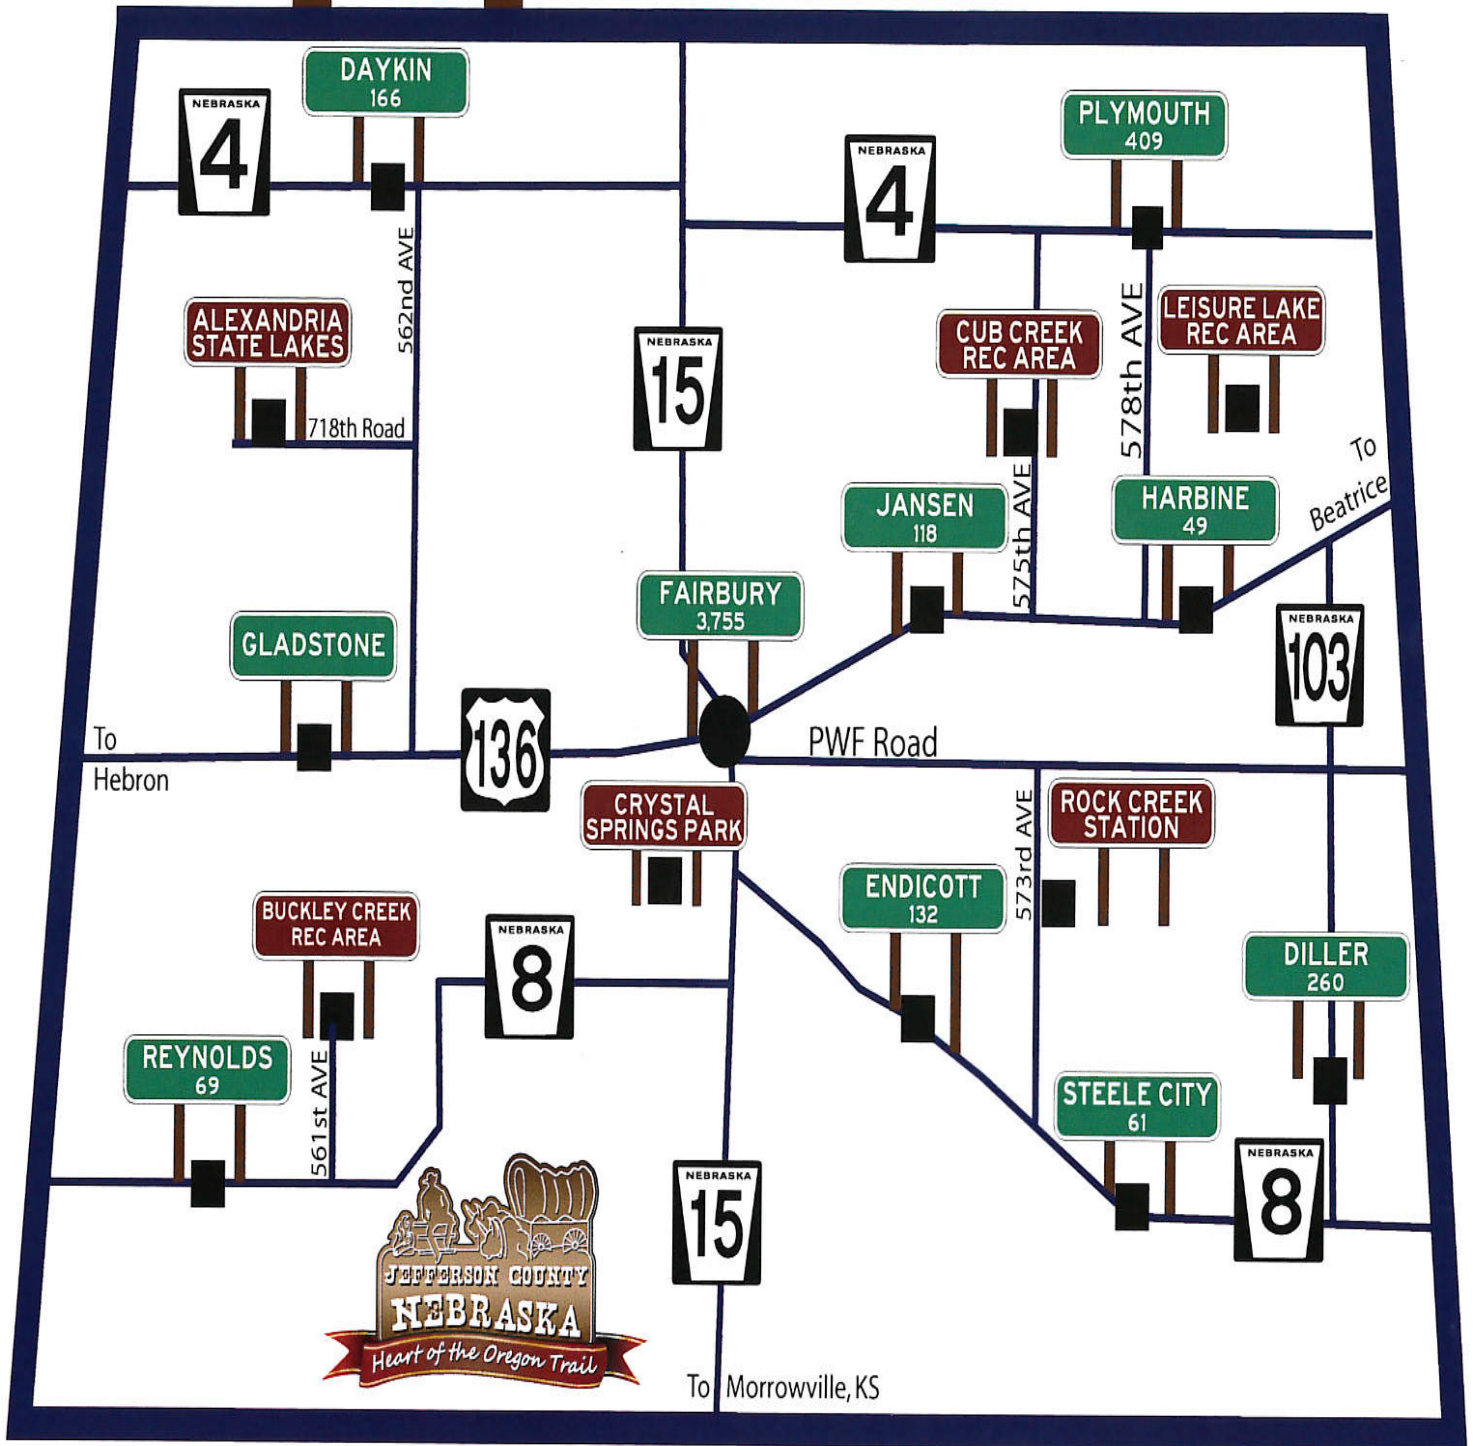 DAYKIN
166
NEBRASKA
4
PLYMOUTH
409
NEBRASKA
4
562nd AVE
ALEXANDRIA
STATE LAKES
718th Road
NEBRASKA
15
CUB CREEK
REC AREA
578th AVE
LEISURE LAKE
REC AREA
To
Beatrice
JANSEN
118
575th AVE
HARBINE
49
FAIRBURY
3,755
GLADSTONE
NEBRASKA
103
To
Hebron
136
PWF Road
CRYSTAL
SPRINGS PARK
573rd AVE
ROCK CREEK
STATION
ENDICOTT
132
BUCKLEY CREEK
REC AREA
NEBRASKA
8
DILLER
260
REYNOLDS
69
561st AVE
STEELE CITY
61
NEBRASKA
8
NEBRASKA
15
JEFFERSON COUNTY
NEBRASKA
Heart of the Oregon Trail
To Morrowville, KS